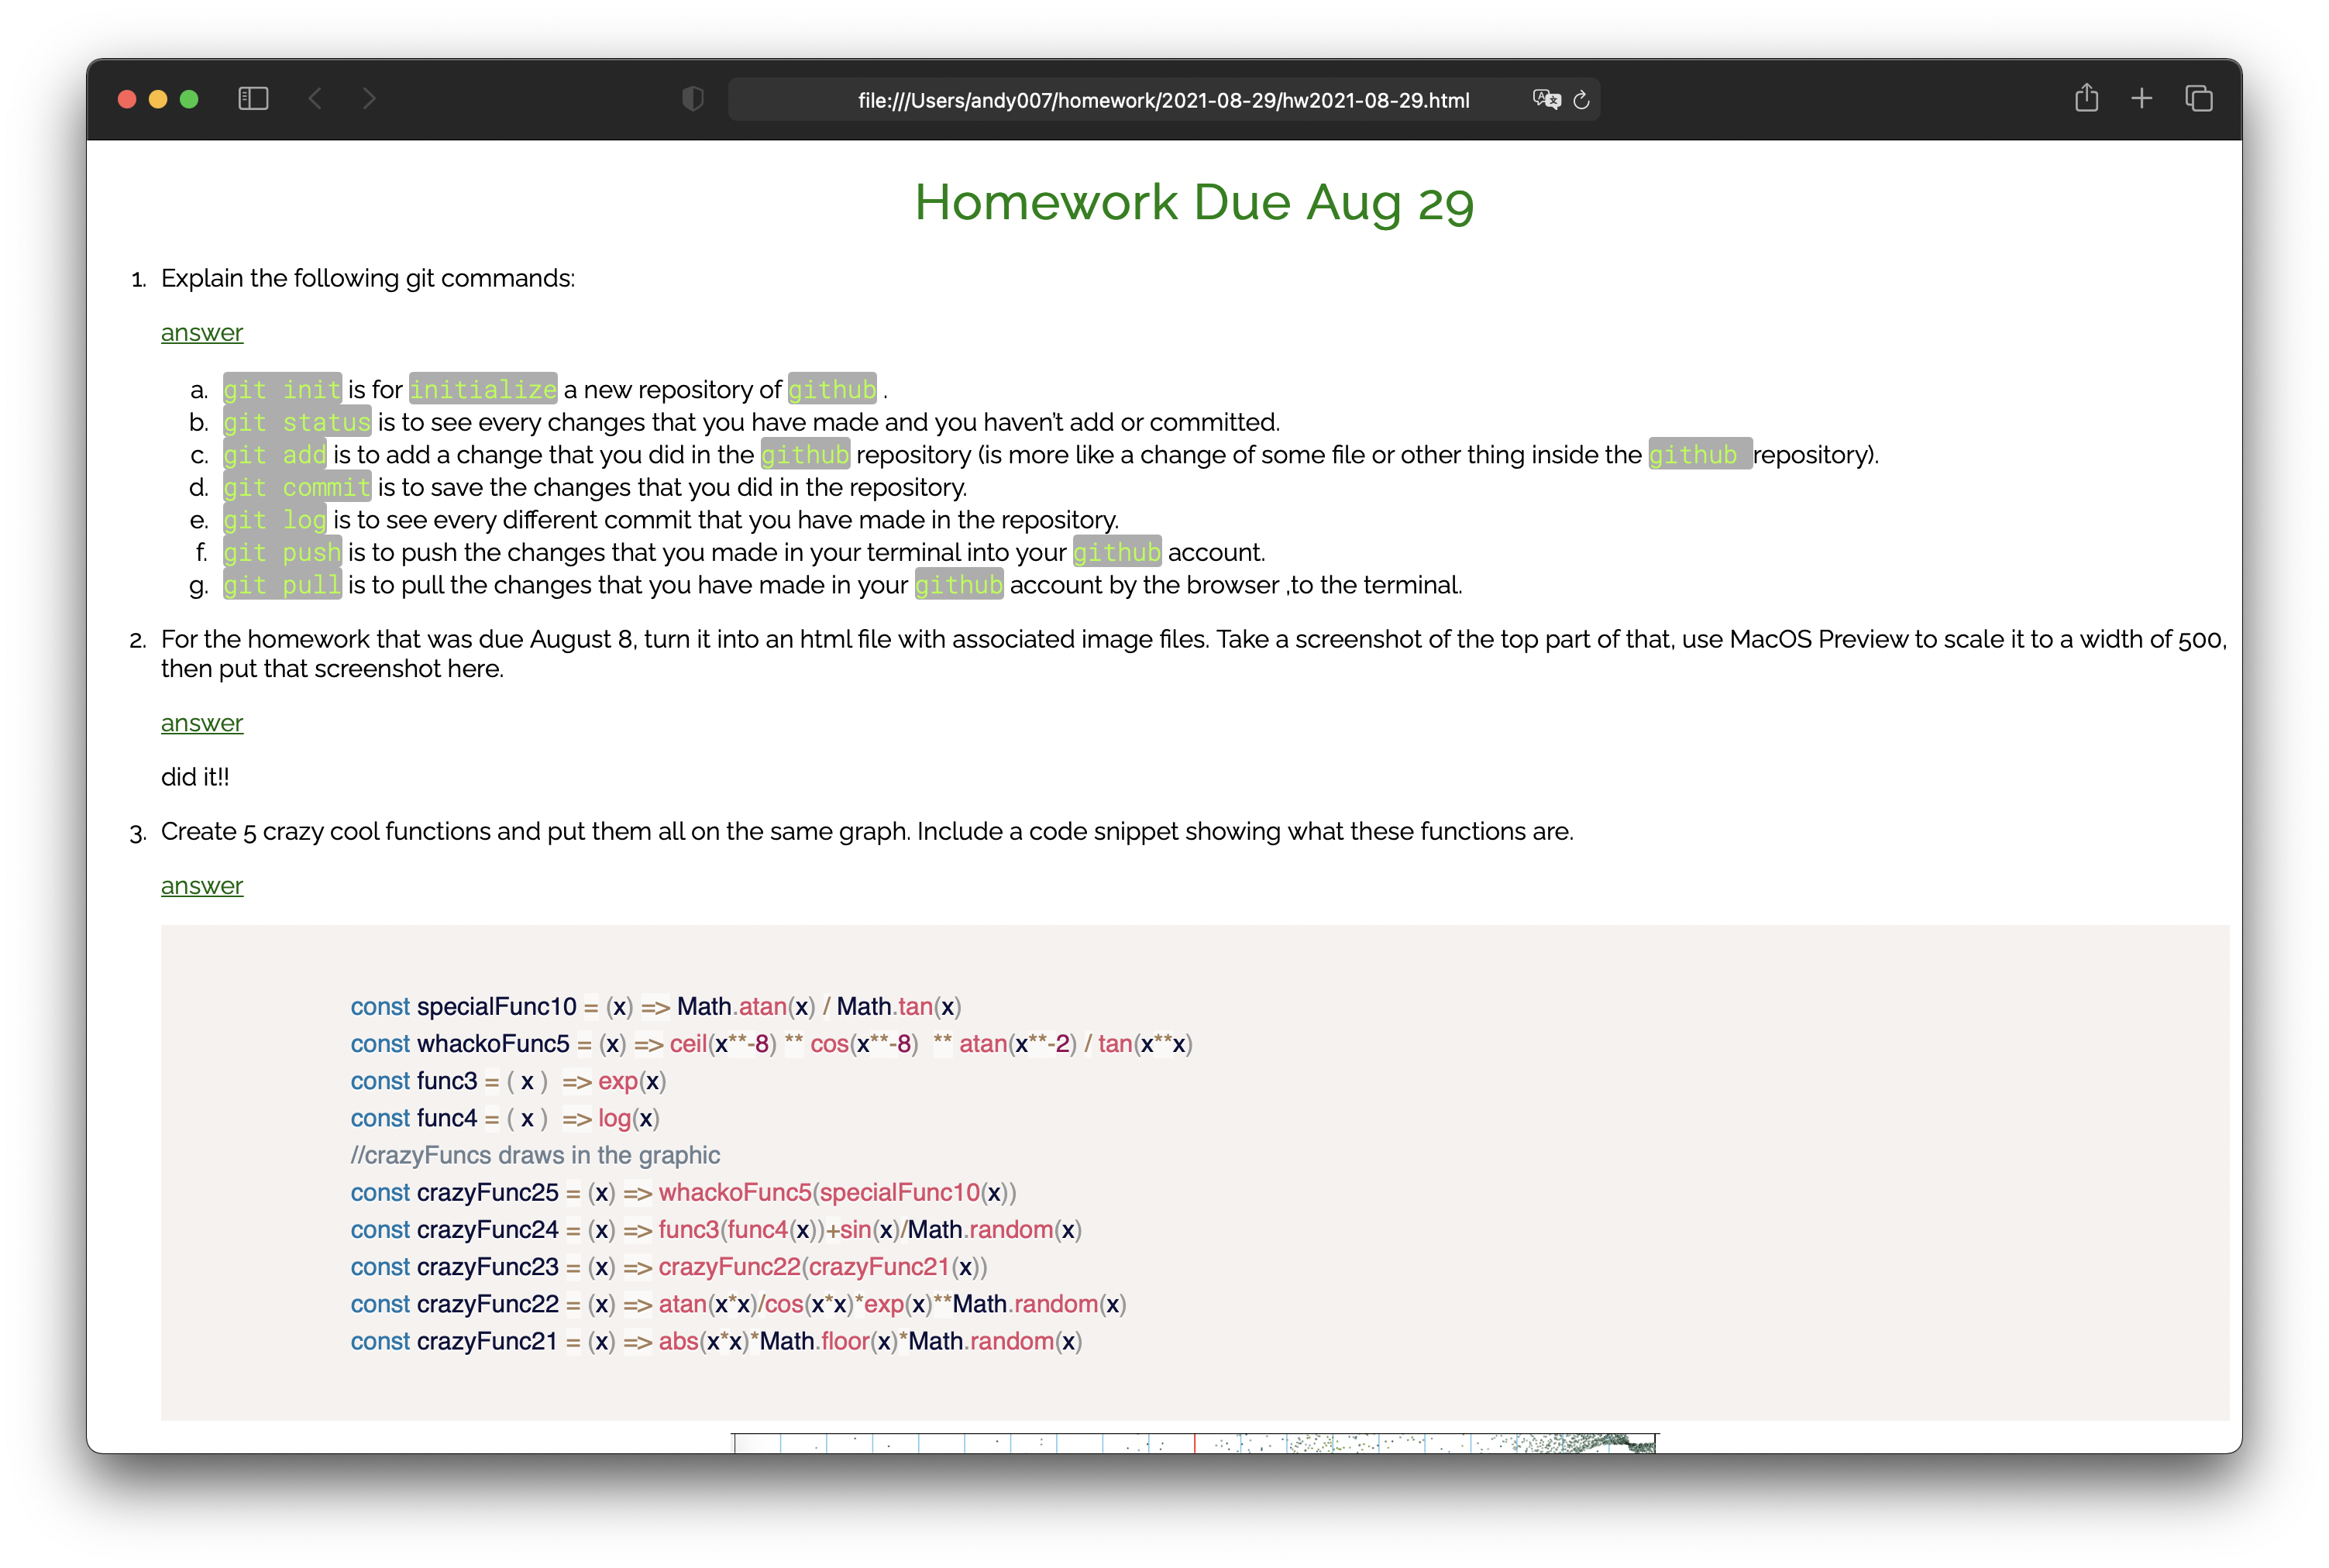 file:///Users/andy007/homework/2021-08-29/hw2021-08-29.html
Homework Due Aug 29
1. Explain the following git commands:
answer
a. git init is for initialize a new repository of github .
b. git status is to see every changes that you have made and you haven't add or committed.
c. git add is to add a change that you did in the github repository (is more like a change of some file or other thing inside the github repository).
d. git commit is to save the changes that you did in the repository.
e. git log is to see every different commit that you have made in the repository.
f. git push is to push the changes that you made in your terminal into your github account.
g. git pull is to pull the changes that you have made in your github account by the browser ,to the terminal.
2. For the homework that was due August 8, turn it into an html file with associated image files. Take a screenshot of the top part of that, use MacOS Preview to scale it to a width of 500,
then put that screenshot here.
answer
did it!!
3. Create 5 crazy cool functions and put them all on the same graph. Include a code snippet showing what these functions are.
answer
const specialFunc10 = (x) => Math.atan(x) / Math.tan(x)
const whackoFunc5 = (x) => ceil(x**-8) ** cos(x**-8)  ** atan(x**-2) / tan(x**x)
const func3 = ( x )  => exp(x)
const func4 = ( x )  => log(x)
//crazyFuncs draws in the graphic
const crazyFunc25 = (x) => whackoFunc5(specialFunc10(x))
const crazyFunc24 = (x) => func3(func4(x))+sin(x)/Math.random(x)
const crazyFunc23 = (x) => crazyFunc22(crazyFunc21(x))
const crazyFunc22 = (x) => atan(x*x)/cos(x*x)*exp(x)**Math.random(x)
const crazyFunc21 = (x) => abs(x*x)*Math.floor(x)*Math.random(x)